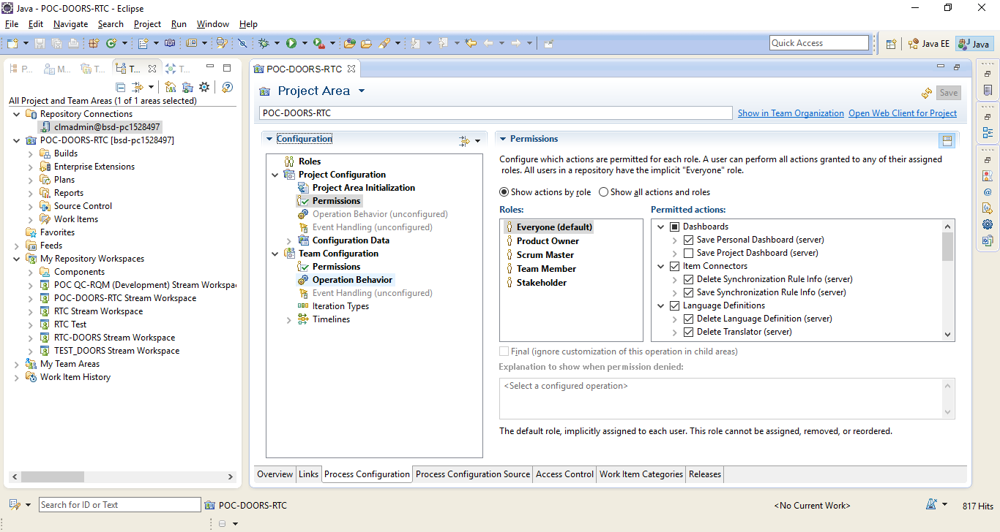 Java - POC-DOORS-RTC - Eclipse
File Edit Navigate Search Project Run Window Help
Quick Access
Java EE
Java
P...
M...
T...
T...
T...
All Project and Team Areas (1 of 1 areas selected)
Repository Connections
clmadmin@bsd-pc1528497
POC-DOORS-RTC [bsd-pc1528497]
Builds
Enterprise Extensions
Plans
Reports
Source Control
Work Items
Favorites
Feeds
My Repository Workspaces
Components
POC QC-RQM (Development) Stream Workspa
POC-DOORS-RTC Stream Workspace
RTC Stream Workspace
RTC Test
RTC-DOORS Stream Workspace
TEST_DOORS Stream Workspace
My Team Areas
Work Item History
POC-DOORS-RTC
Project Area
Save
POC-DOORS-RTC
Show in Team Organization
Open Web Client for Project
Configuration
Roles
Project Configuration
Project Area Initialization
Permissions
Operation Behavior (unconfigured)
Event Handling (unconfigured)
Configuration Data
Team Configuration
Permissions
Operation Behavior
Event Handling (unconfigured)
Iteration Types
Timelines
Permissions
Configure which actions are permitted for each role. A user can perform all actions granted to any of their assigned
roles. All users in a repository have the implicit "Everyone" role.
Show actions by role
Show all actions and roles
Roles:
Everyone (default)
Product Owner
Scrum Master
Team Member
Stakeholder
Permitted actions:
Dashboards
Save Personal Dashboard (server)
Save Project Dashboard (server)
Item Connectors
Delete Synchronization Rule Info (server)
Save Synchronization Rule Info (server)
Language Definitions
Delete Language Definition (server)
Delete Translator (server)
Final (ignore customization of this operation in child areas)
Explanation to show when permission denied:
<Select a configured operation>
The default role, implicitly assigned to each user. This role cannot be assigned, removed, or reordered.
Overview
Links
Process Configuration
Process Configuration Source
Access Control
Work Item Categories
Releases
Search for ID or Text
POC-DOORS-RTC
<No Current Work>
817 Hits